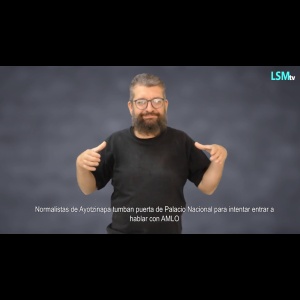 LSMtv
Normalistas de Ayotzinapa tumban puerta de Palacio Nacional para intentar entrar a
hablar con AMLO